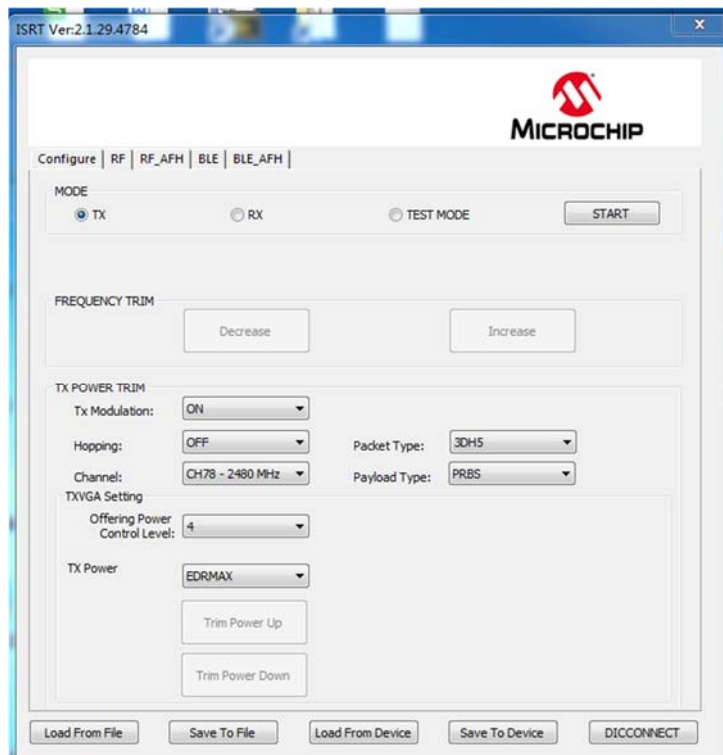 ISRT Ver:2.1.29.4784
x
MICROCHIP
Configure RF RF_AFH BLE BLE_AFH
MODE
TX RX TEST MODE START
FREQUENCY TRIM
Decrease Increase
TX POWER TRIM
Tx Modulation: ON
Hopping: OFF Packet Type: 3DH5
Channel: CH78 - 2480 MHz Payload Type: PRBS
TXVGA Setting
Offering Power
Control Level: 4
TX Power EDRMAX
Trim Power Up
Trim Power Down
Load From File Save To File Load From Device Save To Device DICCONNECT